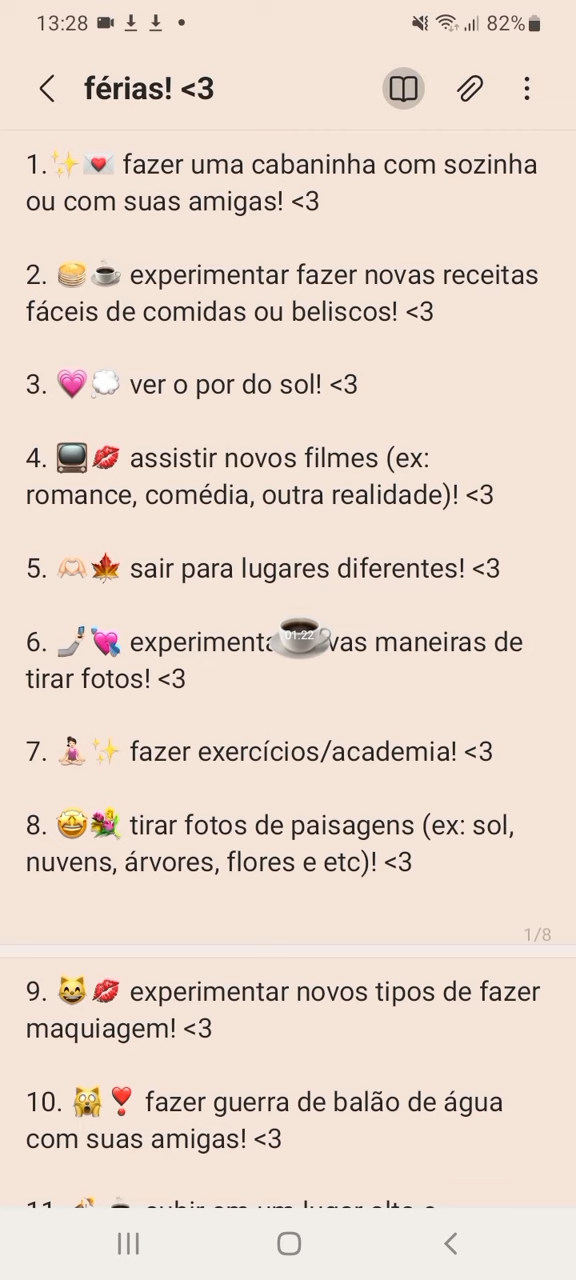 13:28 82%
férias! <3
1.✨💌 fazer uma cabaninha com sozinha
ou com suas amigas! <3
2. 🥞☕ experimentar fazer novas receitas
fáceis de comidas ou beliscos! <3
3. 💗💭 ver o por do sol! <3
4. 📺💋 assistir novos filmes (ex:
romance, comédia, outra realidade)! <3
5. 🫶🏻🍁 sair para lugares diferentes! <3
6. 🤳🏻💘 vas maneiras de
01:22
tirar fotos! <3
7. 🧘🏻‍♀️✨ fazer exercícios/academia! <3
8. 🤩💐 tirar fotos de paisagens (ex: sol,
nuvens, árvores, flores e etc)! <3
1/8
9. 😸💋 experimentar novos tipos de fazer
maquiagem! <3
10. 🙀❣️ fazer guerra de balão de água
com suas amigas! <3